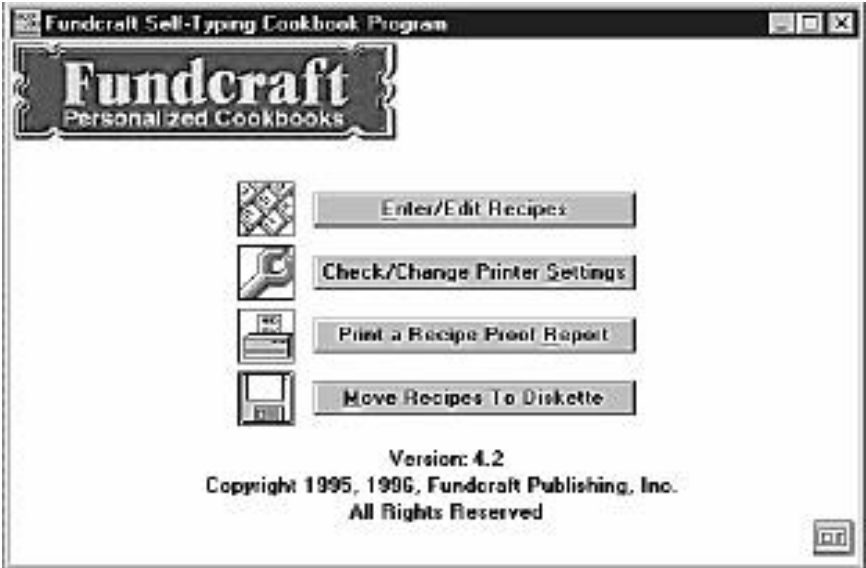 Fundcraft Self-Typing Cookbook Program
Fundcraft
Personalized Cookbooks
Enter/Edit Recipes
Check/Change Printer Settings
Print a Recipe Proof Report
Move Recipes To Diskette
Version: 4.2
Copyright 1995, 1996, Fundcraft Publishing, Inc.
All Rights Reserved